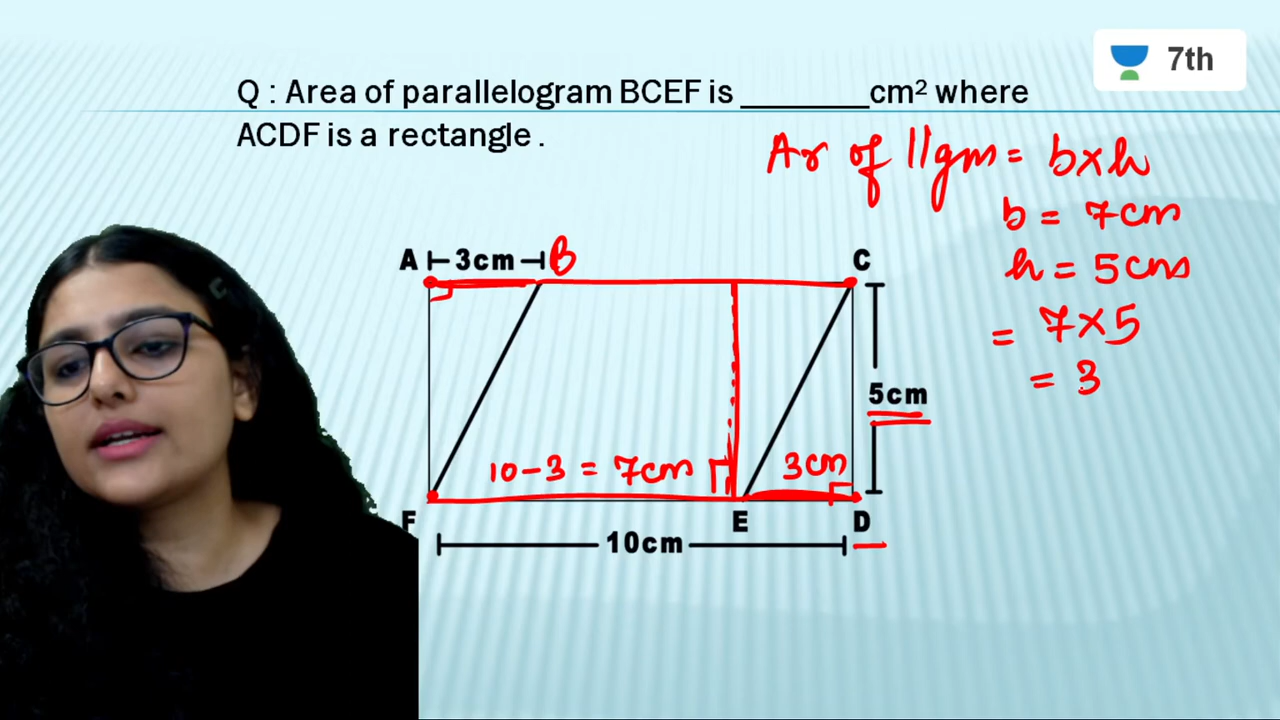 7th
Q : Area of parallelogram BCEF is ________cm² where
ACDF is a rectangle .
Ar of ||gm = b×h
b = 7cm
h = 5cm
= 7×5
= 3
A 3cm B C
5cm
10-3 = 7cm 3cm
F E D
10cm